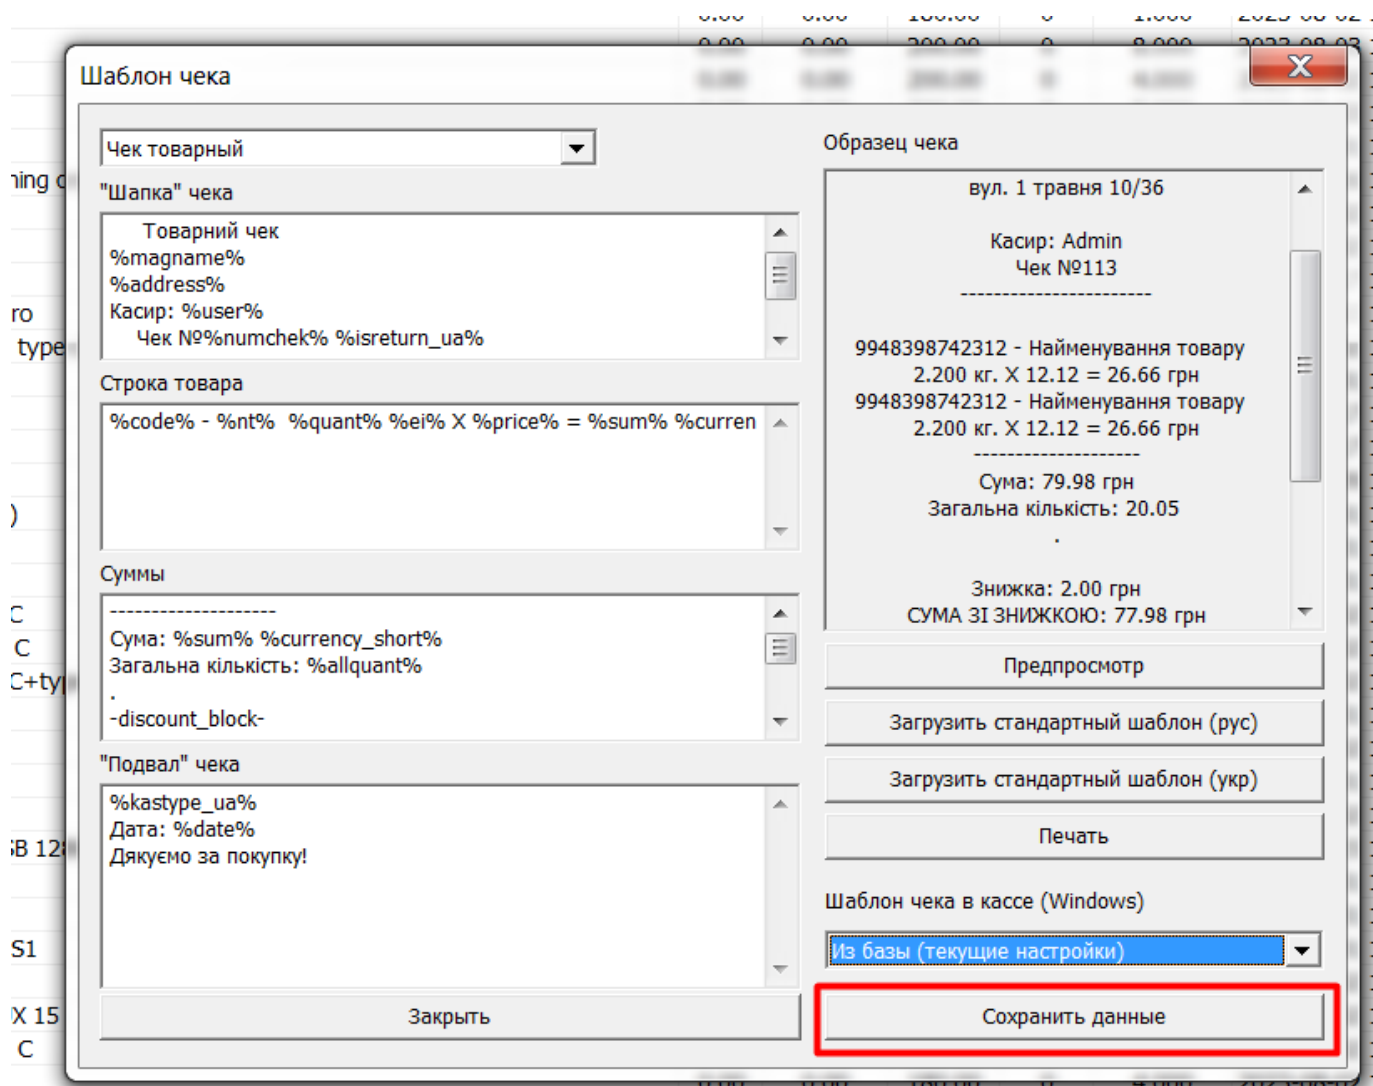 Шаблон чека
Чек товарный
"Шапка" чека
Товарний чек
%magname%
%address%
Касир: %user%
Чек №%numchek% %isreturn_ua%
Строка товара
%code% - %nt%  %quant% %ei% X %price% = %sum% %curren
Суммы
--------------------
Сума: %sum% %currency_short%
Загальна кількість: %allquant%
.
-discount_block-
"Подвал" чека
%kastype_ua%
Дата: %date%
Дякуємо за покупку!
Закрыть
Образец чека
вул. 1 травня 10/36
Касир: Admin
Чек №113
-----------------------
9948398742312 - Найменування товару
2.200 кг. X 12.12 = 26.66 грн
9948398742312 - Найменування товару
2.200 кг. X 12.12 = 26.66 грн
--------------------
Сума: 79.98 грн
Загальна кількість: 20.05
.
Знижка: 2.00 грн
СУМА ЗІ ЗНИЖКОЮ: 77.98 грн
Предпросмотр
Загрузить стандартный шаблон (рус)
Загрузить стандартный шаблон (укр)
Печать
Шаблон чека в кассе (Windows)
Из базы (текущие настройки)
Сохранить данные
ro
type
)
C
C
S1
X 15
C